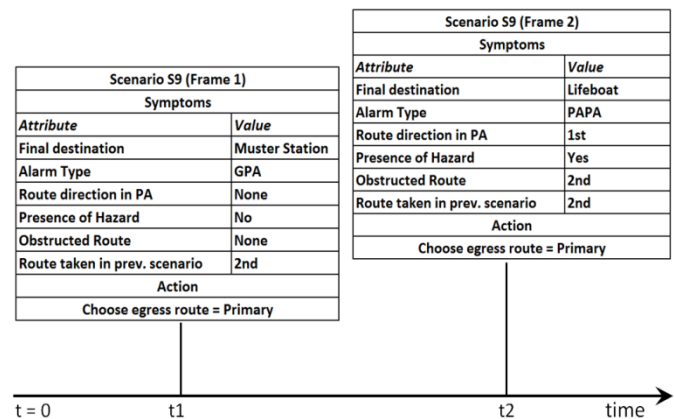 Scenario S9 (Frame 1)
Symptoms
Attribute Value
Final destination Muster Station
Alarm Type GPA
Route direction in PA None
Presence of Hazard No
Obstructed Route None
Route taken in prev. scenario 2nd
Action
Choose egress route = Primary
Scenario S9 (Frame 2)
Symptoms
Attribute Value
Final destination Lifeboat
Alarm Type PAPA
Route direction in PA 1st
Presence of Hazard Yes
Obstructed Route 2nd
Route taken in prev. scenario 2nd
Action
Choose egress route = Primary
t = 0 t1 t2 time